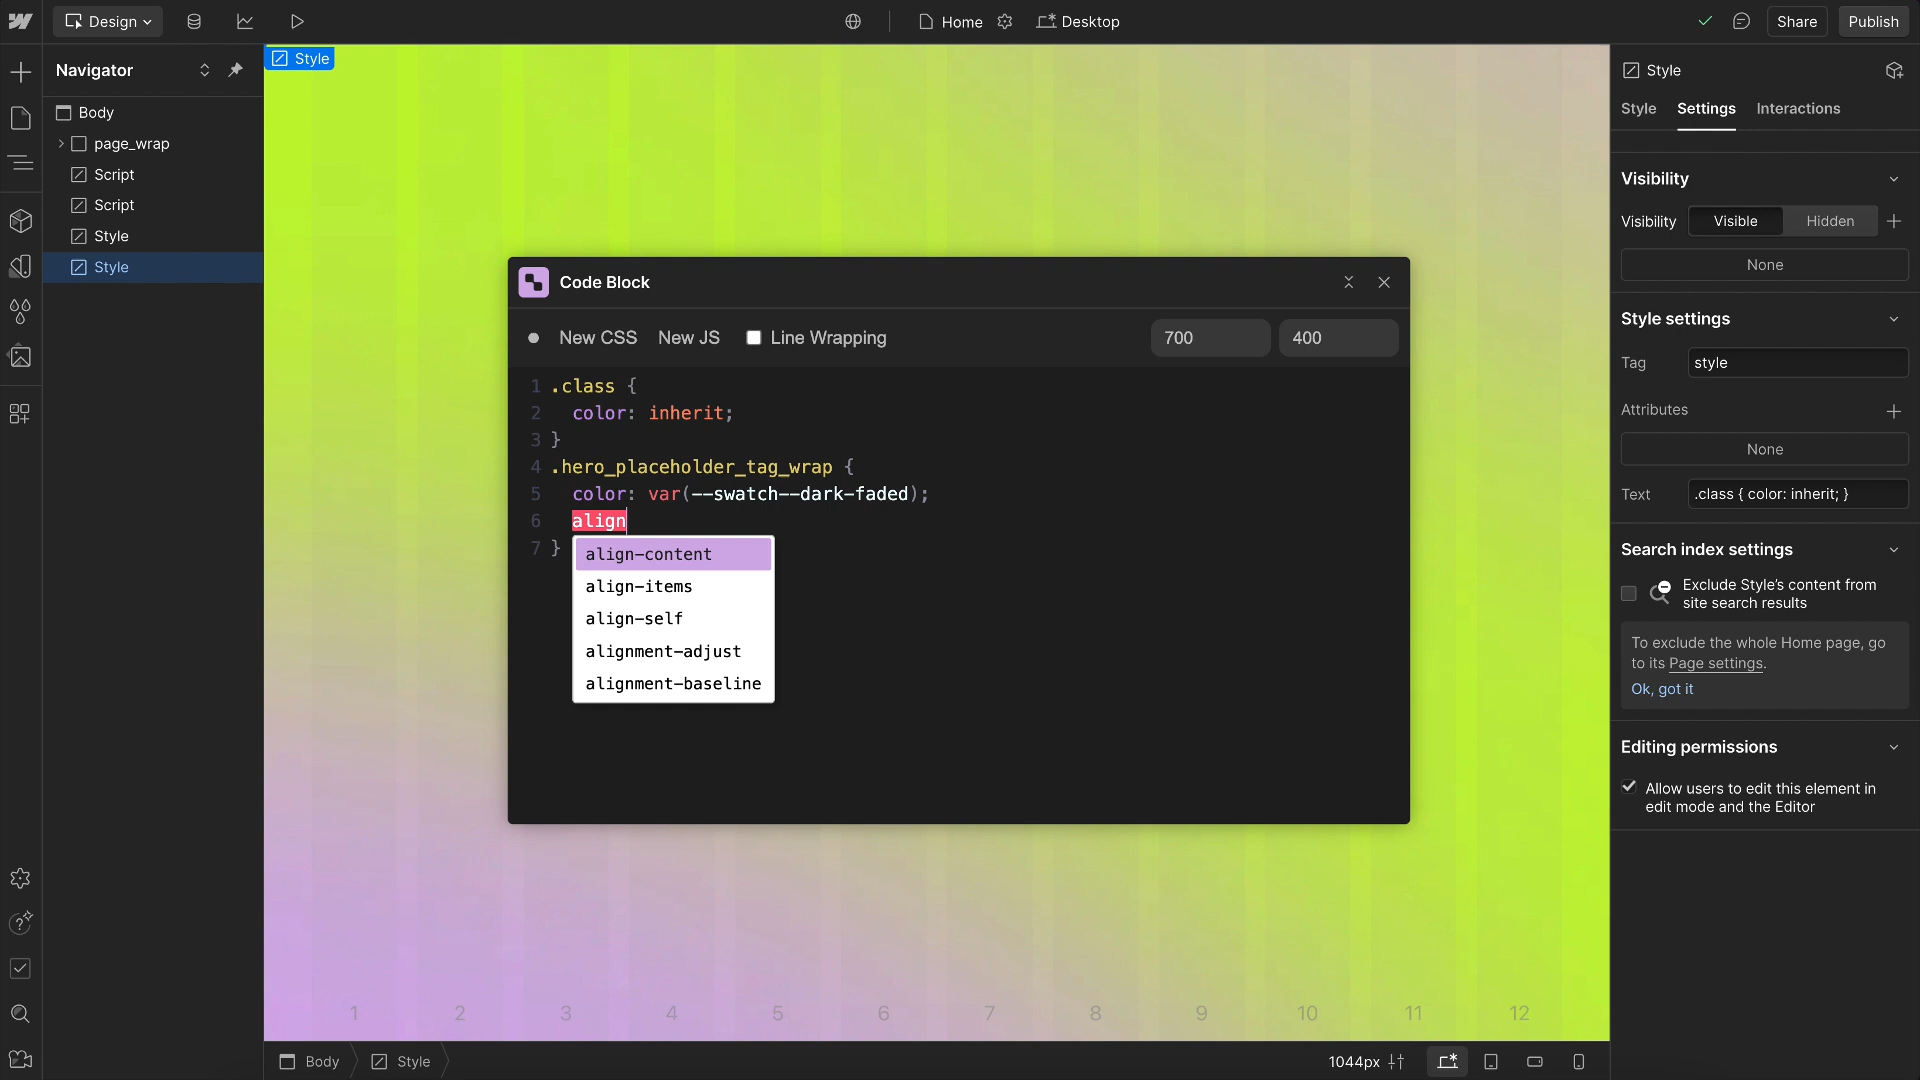 Design
Home
Desktop
Share
Publish
Navigator
Body
page_wrap
Script
Script
Style
Style
Style
Code Block
New CSS
New JS
Line Wrapping
700
400
1 .class {
2 color: inherit;
3 }
4 .hero_placeholder_tag_wrap {
5 color: var(--swatch--dark-faded);
6 align
7 }
align-content
align-items
align-self
alignment-adjust
alignment-baseline
1 2 3 4 5 6 7 8 9 10 11 12
Body
Style
1044px
Style
Style
Settings
Interactions
Visibility
Visibility
Visible
Hidden
None
Style settings
Tag
style
Attributes
None
Text
.class { color: inherit; }
Search index settings
Exclude Style's content from
site search results
To exclude the whole Home page, go
to its Page settings.
Ok, got it
Editing permissions
Allow users to edit this element in
edit mode and the Editor